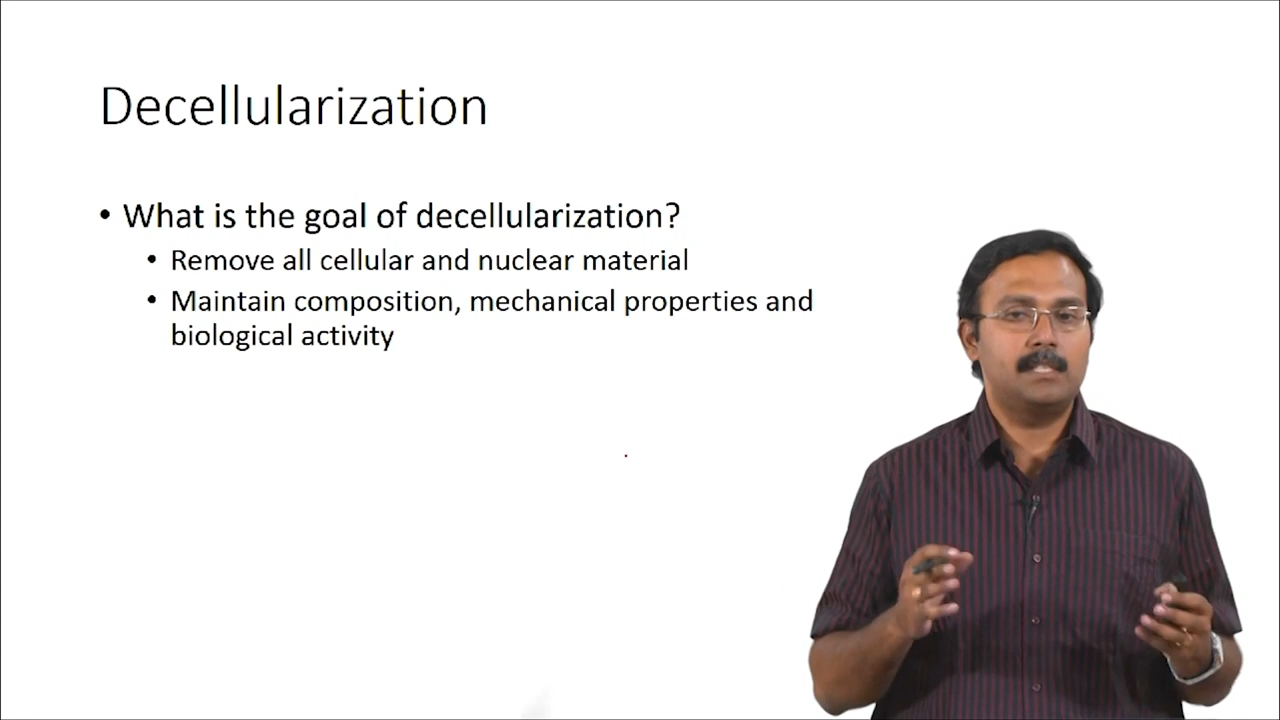 Decellularization
• What is the goal of decellularization?
• Remove all cellular and nuclear material
• Maintain composition, mechanical properties and
biological activity